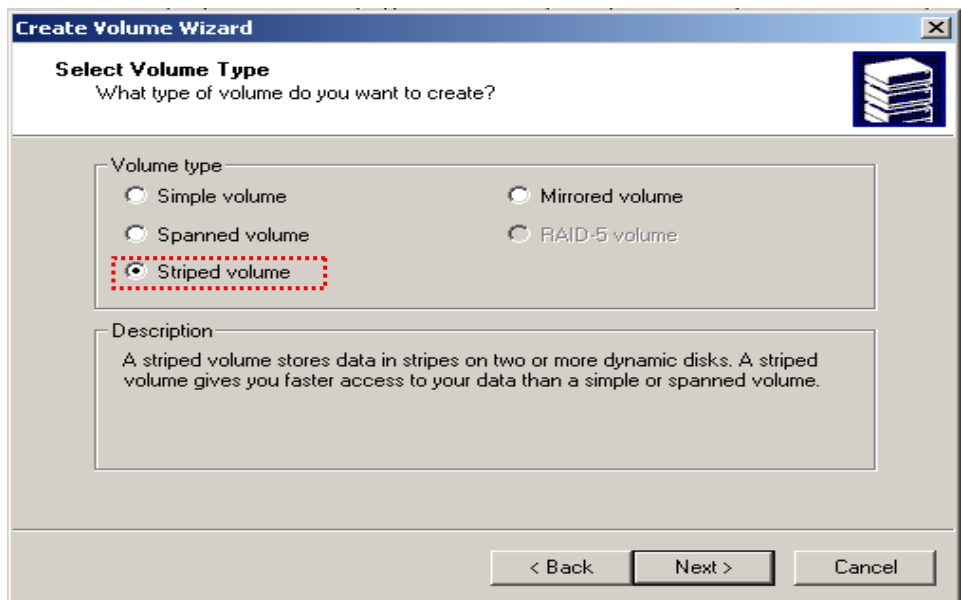 Create Volume Wizard
Select Volume Type
What type of volume do you want to create?
Volume type
Simple volume
Mirrored volume
Spanned volume
RAID-5 volume
Striped volume
Description
A striped volume stores data in stripes on two or more dynamic disks. A striped
volume gives you faster access to your data than a simple or spanned volume.
< Back
Next >
Cancel